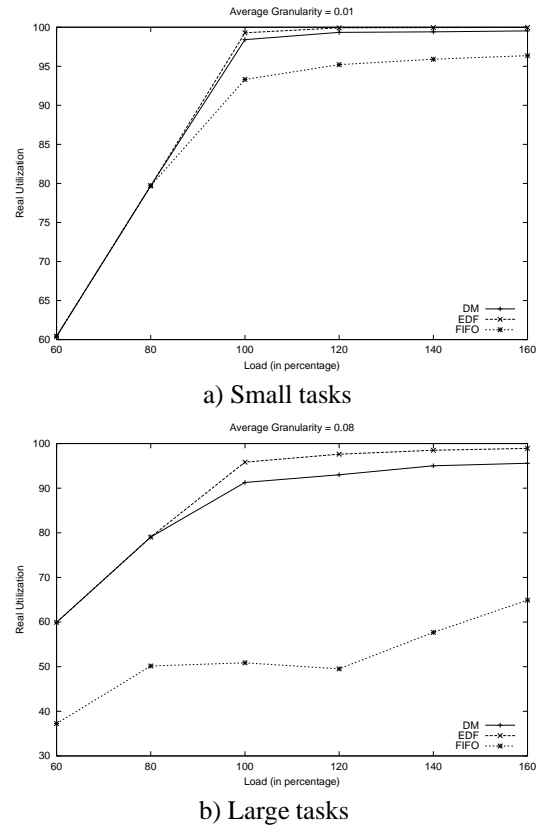 Average Granularity = 0.01
100
95
90
85
80
75
70
65
60
Real Utilization
DM
EDF
FIFO
60 80 100 120 140 160
Load (in percentage)
a) Small tasks
Average Granularity = 0.08
100
90
80
70
60
50
40
30
Real Utilization
DM
EDF
FIFO
60 80 100 120 140 160
Load (in percentage)
b) Large tasks